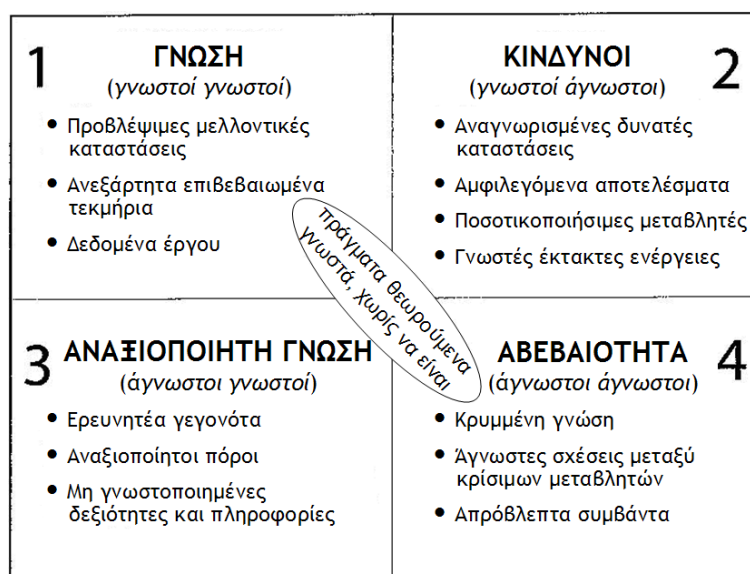 1
ΓΝΩΣΗ
(γνωστοί γνωστοί)
• Προβλέψιμες μελλοντικές
καταστάσεις
• Ανεξάρτητα επιβεβαιωμένα
τεκμήρια
• Δεδομένα έργου
ΚΙΝΔΥΝΟΙ
2
(γνωστοί άγνωστοι)
• Αναγνωρισμένες δυνατές
καταστάσεις
• Αμφιλεγόμενα αποτελέσματα
• Ποσοτικοποιήσιμες μεταβλητές
• Γνωστές έκτακτες ενέργειες
πράγματα θεωρούμενα
γνωστά, χωρίς να είναι
3
ΑΝΑΞΙΟΠΟΙΗΤΗ ΓΝΩΣΗ
(άγνωστοι γνωστοί)
• Ερευνητέα γεγονότα
• Αναξιοποίητοι πόροι
• Μη γνωστοποιημένες
δεξιότητες και πληροφορίες
ΑΒΕΒΑΙΟΤΗΤΑ
4
(άγνωστοι άγνωστοι)
• Κρυμμένη γνώση
• Άγνωστες σχέσεις μεταξύ
κρίσιμων μεταβλητών
• Απρόβλεπτα συμβάντα